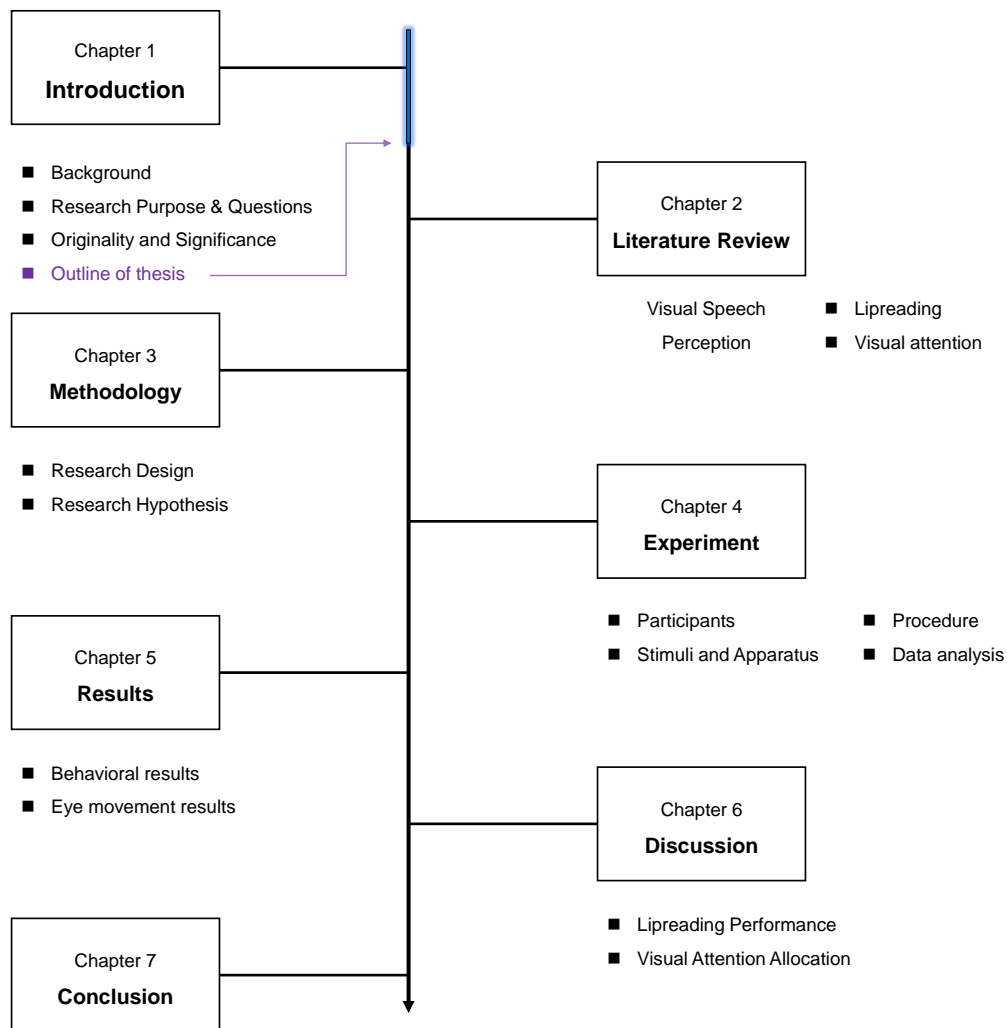 Chapter 1
Introduction
■ Background
■ Research Purpose & Questions
■ Originality and Significance
■ Outline of thesis
Chapter 2
Literature Review
Visual Speech
Perception
■ Lipreading
■ Visual attention
Chapter 3
Methodology
■ Research Design
■ Research Hypothesis
Chapter 4
Experiment
■ Participants
■ Stimuli and Apparatus
■ Procedure
■ Data analysis
Chapter 5
Results
■ Behavioral results
■ Eye movement results
Chapter 6
Discussion
■ Lipreading Performance
■ Visual Attention Allocation
Chapter 7
Conclusion